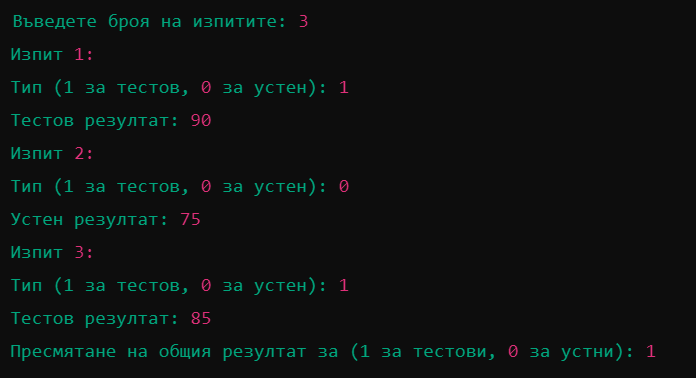 Въведете броя на изпитите: 3
Изпит 1:
Тип (1 за тестов, 0 за устен): 1
Тестов резултат: 90
Изпит 2:
Тип (1 за тестов, 0 за устен): 0
Устен резултат: 75
Изпит 3:
Тип (1 за тестов, 0 за устен): 1
Тестов резултат: 85
Пресмятане на общия резултат за (1 за тестови, 0 за устни): 1